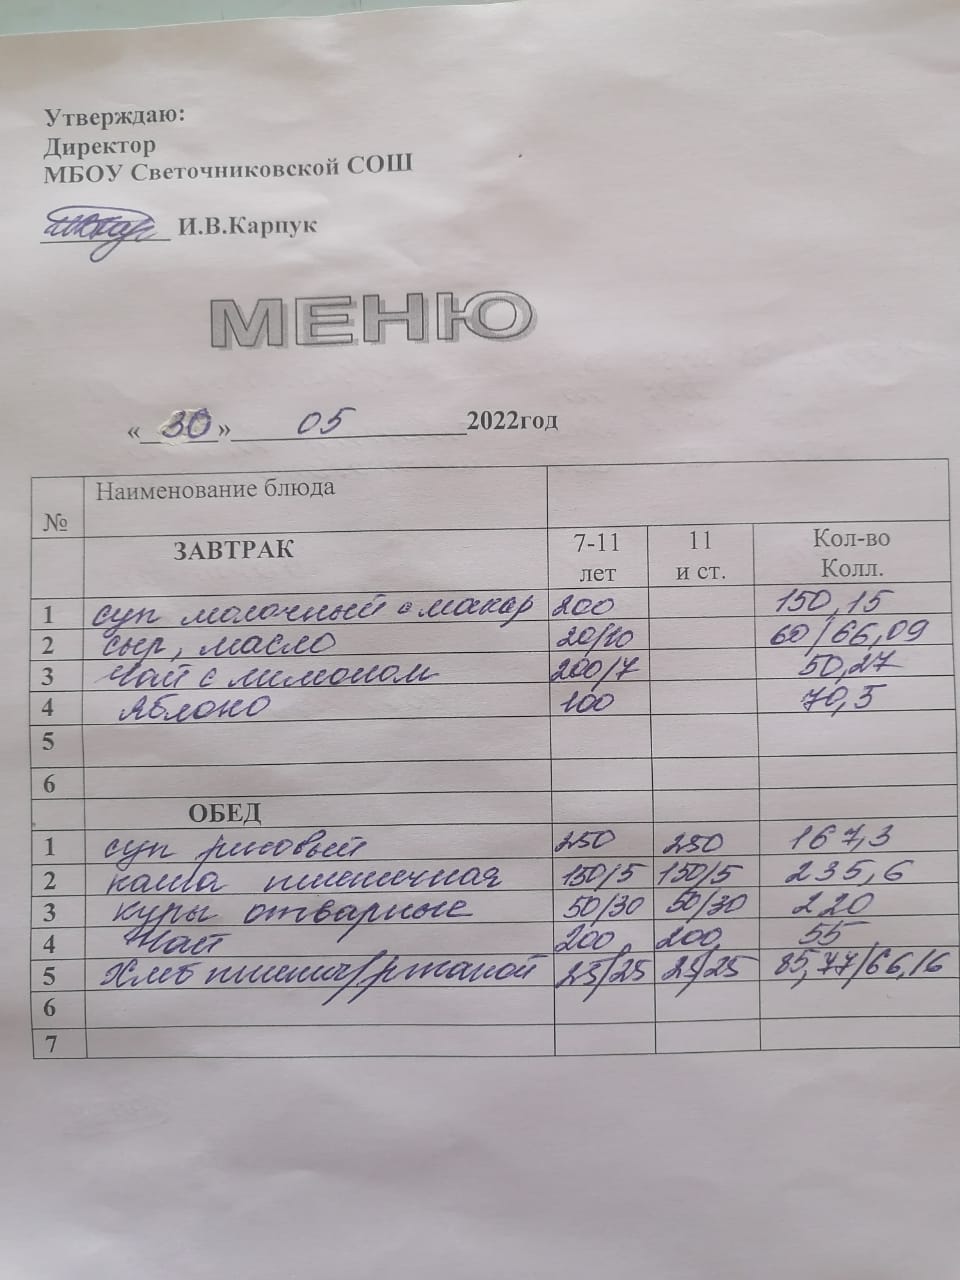 Утверждаю:
Директор
МБОУ Светочниковской СОШ
И.В.Карпук
МЕНЮ
«30» 05 2022год
№ Наименование блюда
ЗАВТРАК 7-11 лет 11 и ст. Кол-во Колл.
1 суп молочный с макар 200 150,15
2 сыр, масло 20/10 60/66,09
3 Чай с лимоном 200/7 50,27
4 Яблоко 100 70,5
5
6
ОБЕД
1 суп рисовый 250 250 167,3
2 каша пшеничная 150/5 150/5 235,6
3 куры отварные 50/30 50/30 220
4 Чай 200 200 55
5 Хлеб пшенич/ржаной 25/25 25/25 85,77/66,16
6
7